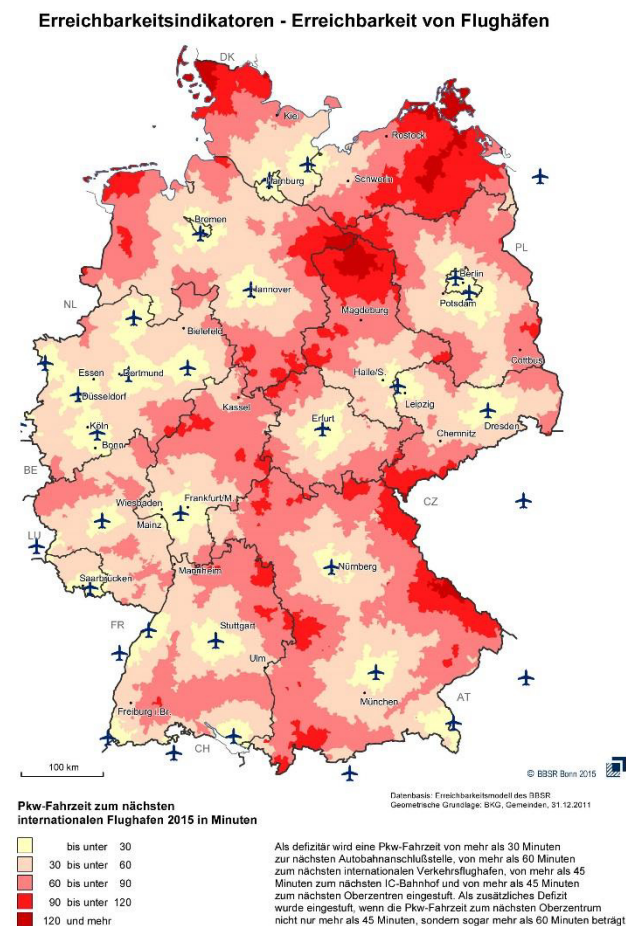 Erreichbarkeitsindikatoren - Erreichbarkeit von Flughäfen
DK
Kiel
Rostock
Hamburg
Schwerin
Bremen
PL
Berlin
Hannover
Potsdam
NL
Magdeburg
Bielefeld
Cottbus
Essen
Dortmund
Halle/S.
Düsseldorf
Leipzig
Kassel
Erfurt
Dresden
Köln
Chemnitz
Bonn
BE
Wiesbaden
Frankfurt/M.
CZ
Mainz
LU
Mannheim
Nürnberg
Saarbrücken
FR
Stuttgart
Ulm
München
AT
Freiburg i.Br.
CH
100 km
© BBSR Bonn 2015
Datenbasis: Erreichbarkeitsmodell des BBSR
Geometrische Grundlage: BKG, Gemeinden, 31.12.2011
Pkw-Fahrzeit zum nächsten
internationalen Flughafen 2015 in Minuten
bis unter 30
30 bis unter 60
60 bis unter 90
90 bis unter 120
120 und mehr
Als defizitär wird eine Pkw-Fahrzeit von mehr als 30 Minuten
zur nächsten Autobahnanschlußstelle, von mehr als 60 Minuten
zum nächsten internationalen Verkehrsflughafen, von mehr als 45
Minuten zum nächsten IC-Bahnhof und von mehr als 45 Minuten
zum nächsten Oberzentren eingestuft. Als zusätzliches Defizit
wurde eingestuft, wenn die Pkw-Fahrzeit zum nächsten Oberzentrum
nicht nur mehr als 45 Minuten, sondern sogar mehr als 60 Minuten beträgt